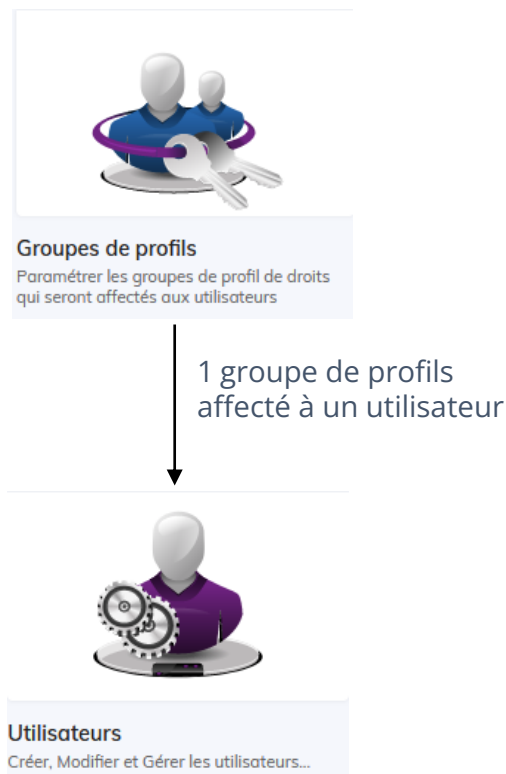 Groupes de profils
Paramétrer les groupes de profil de droits
qui seront affectés aux utilisateurs
1 groupe de profils
affecté à un utilisateur
Utilisateurs
Créer, Modifier et Gérer les utilisateurs...